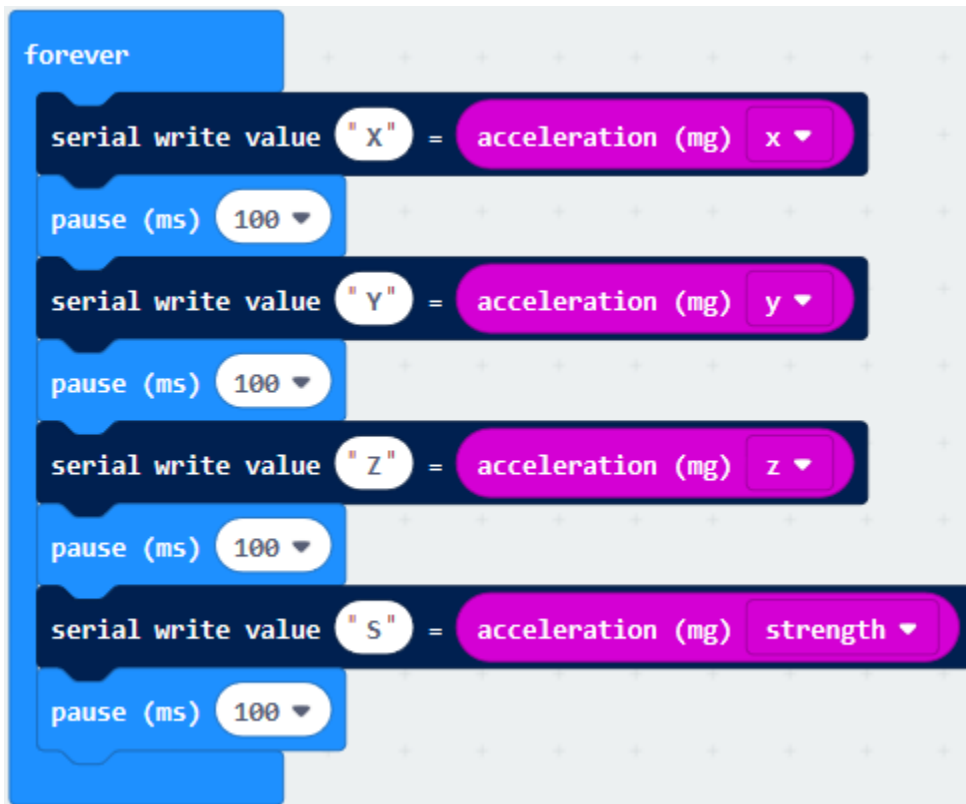 forever
serial write value "X" = acceleration (mg) x
pause (ms) 100
serial write value "Y" = acceleration (mg) y
pause (ms) 100
serial write value "Z" = acceleration (mg) z
pause (ms) 100
serial write value "S" = acceleration (mg) strength
pause (ms) 100